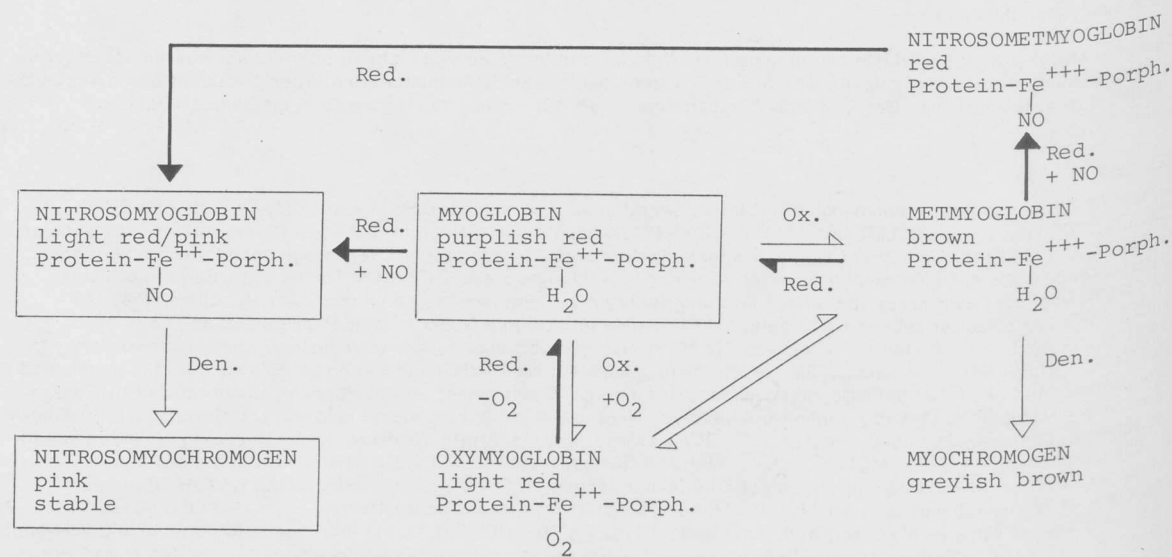 NITROSOMETMYOGLOBIN
red
Protein-Fe+++-Porph.
NO
Red.
Red.
+ NO
NITROSOMYOGLOBIN
light red/pink
Protein-Fe++-Porph.
NO
Red.
+ NO
MYOGLOBIN
purplish red
Protein-Fe++-Porph.
H2O
Ox.
Red.
METMYOGLOBIN
brown
Protein-Fe+++-Porph.
H2O
Den.
Red.
-O2
Ox.
+O2
Den.
NITROSOMYOCHROMOGEN
pink
stable
OXYMYOGLOBIN
light red
Protein-Fe++-Porph.
O2
MYOCHROMOGEN
greyish brown